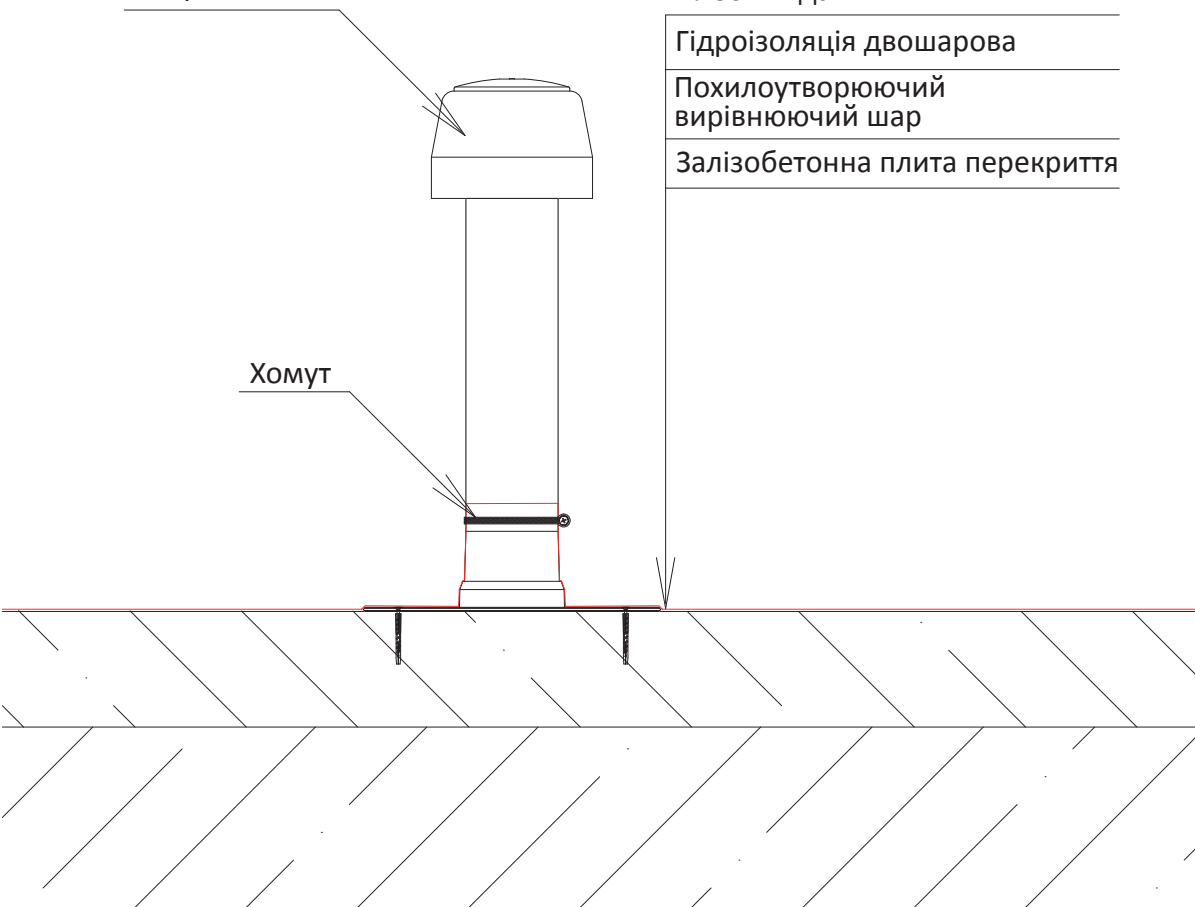 Гідроізоляція двошарова
Похилоутворюючий
вирівнюючий шар
Залізобетонна плита перекриття
Хомут